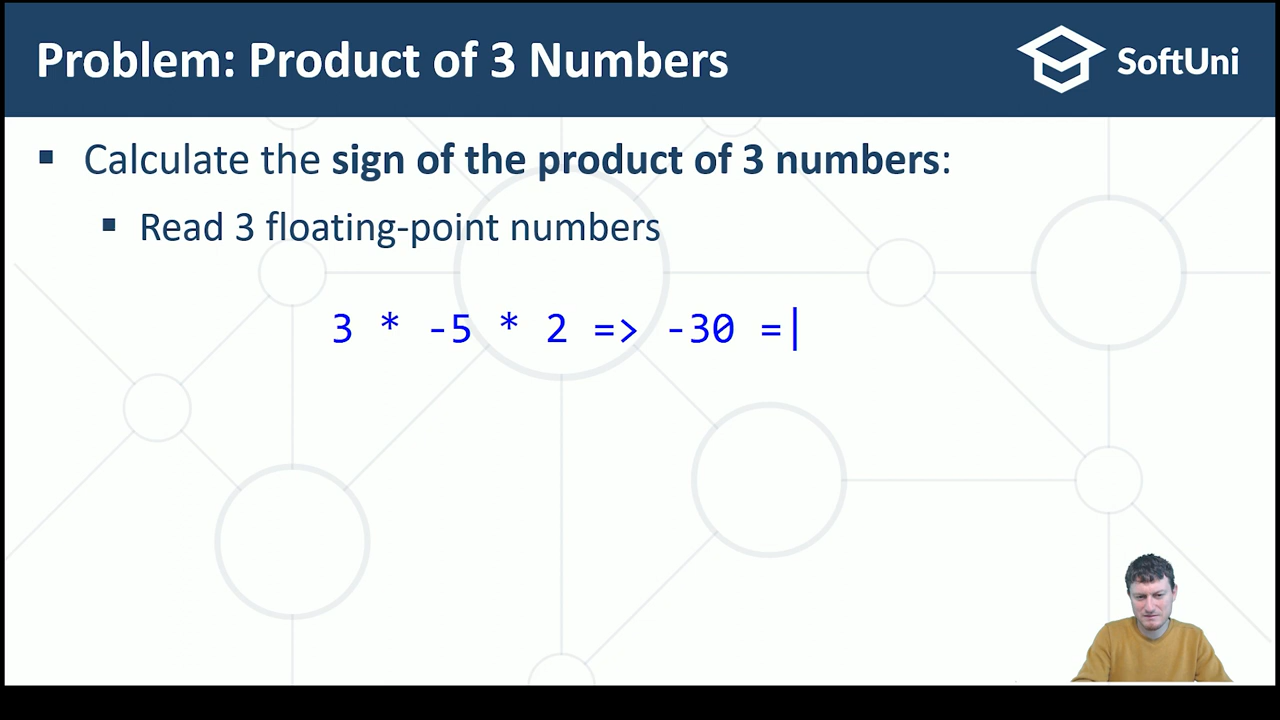 Problem: Product of 3 Numbers
SoftUni
Calculate the sign of the product of 3 numbers:
Read 3 floating-point numbers
3 * -5 * 2 => -30 =